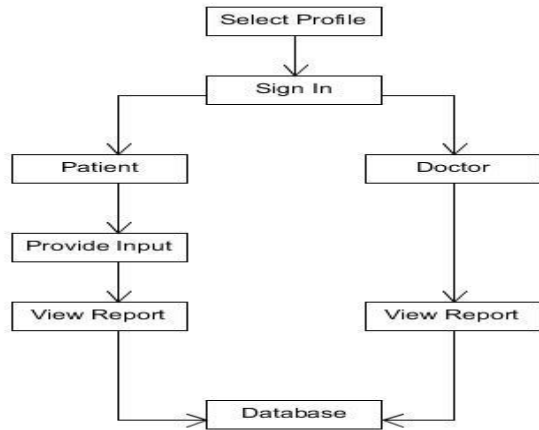 Select Profile
Sign In
Patient
Doctor
Provide Input
View Report
View Report
Database